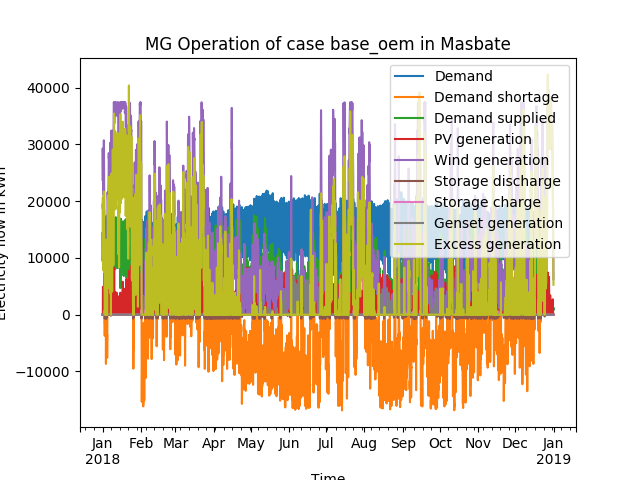 MG Operation of case base_oem in Masbate
40000
30000
20000
10000
0
−10000
Electricity flow in kWh
Demand
Demand shortage
Demand supplied
PV generation
Wind generation
Storage discharge
Storage charge
Genset generation
Excess generation
Jan Feb Mar Apr May Jun Jul Aug Sep Oct Nov Dec Jan
2018 2019
Time